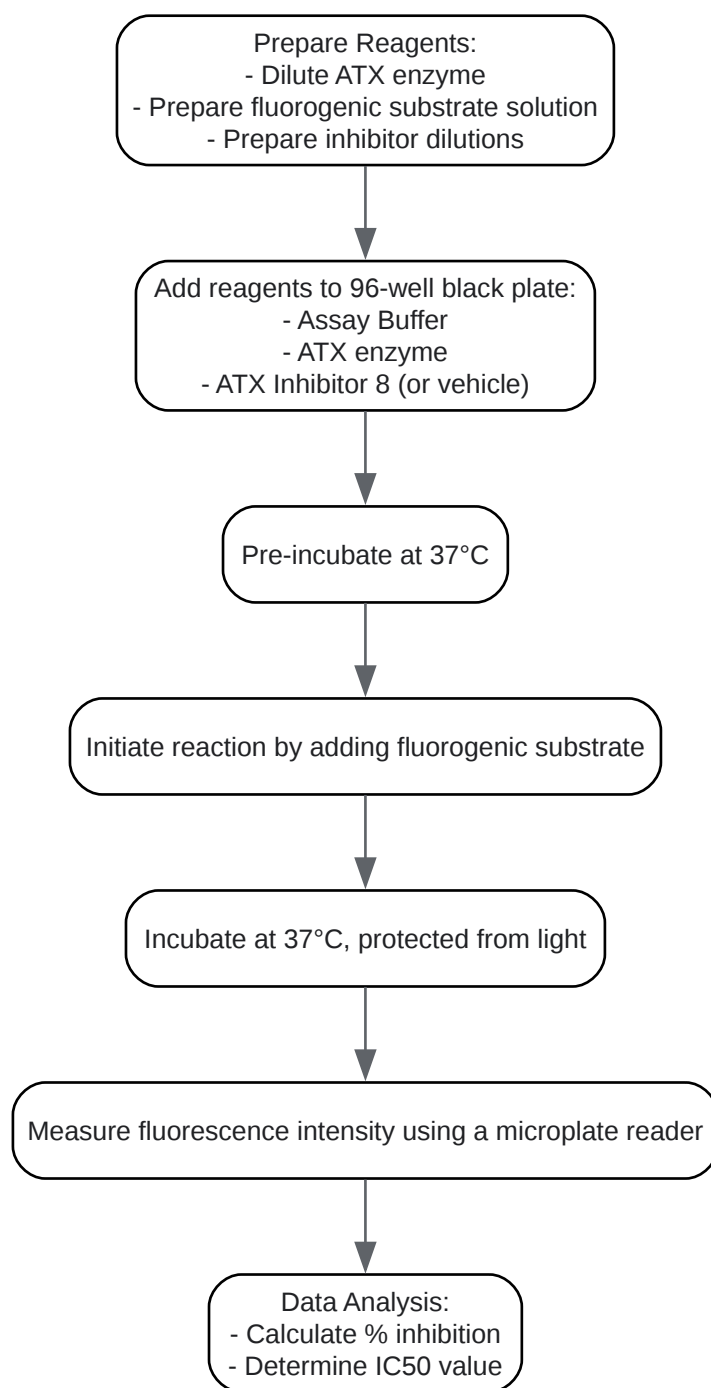 Prepare Reagents:
- Dilute ATX enzyme
- Prepare fluorogenic substrate solution
- Prepare inhibitor dilutions
Add reagents to 96-well black plate:
- Assay Buffer
- ATX enzyme
- ATX Inhibitor 8 (or vehicle)
Pre-incubate at 37°C
Initiate reaction by adding fluorogenic substrate
Incubate at 37°C, protected from light
Measure fluorescence intensity using a microplate reader
Data Analysis:
- Calculate % inhibition
- Determine IC50 value